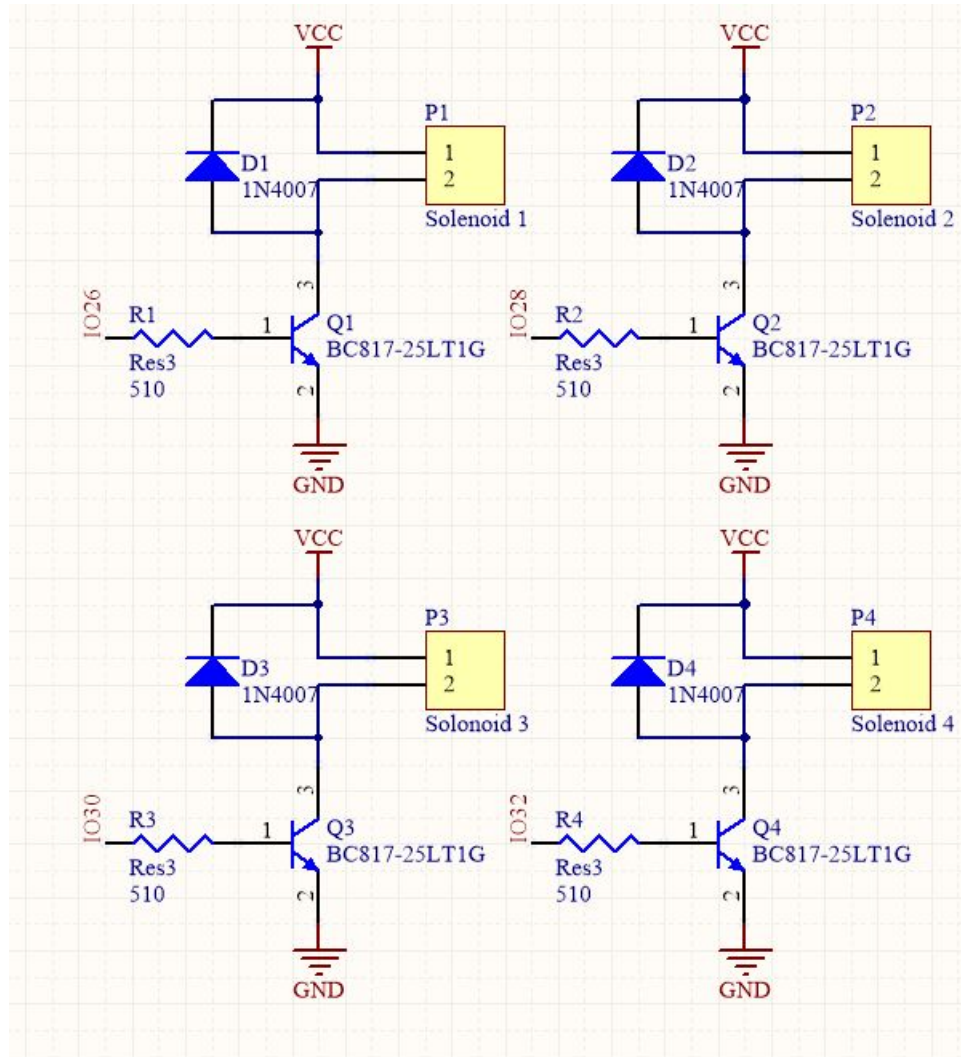 VCC
P1
D1
1N4007
1
2
Solenoid 1
3
IO26
R1
1
Q1
BC817-25LT1G
Res3
510
2
GND
VCC
P2
D2
1N4007
1
2
Solenoid 2
3
IO28
R2
1
Q2
BC817-25LT1G
Res3
510
2
GND
VCC
P3
D3
1N4007
1
2
Solonoid 3
3
IO30
R3
1
Q3
BC817-25LT1G
Res3
510
2
GND
VCC
P4
D4
1N4007
1
2
Solenoid 4
3
IO32
R4
1
Q4
BC817-25LT1G
Res3
510
2
GND